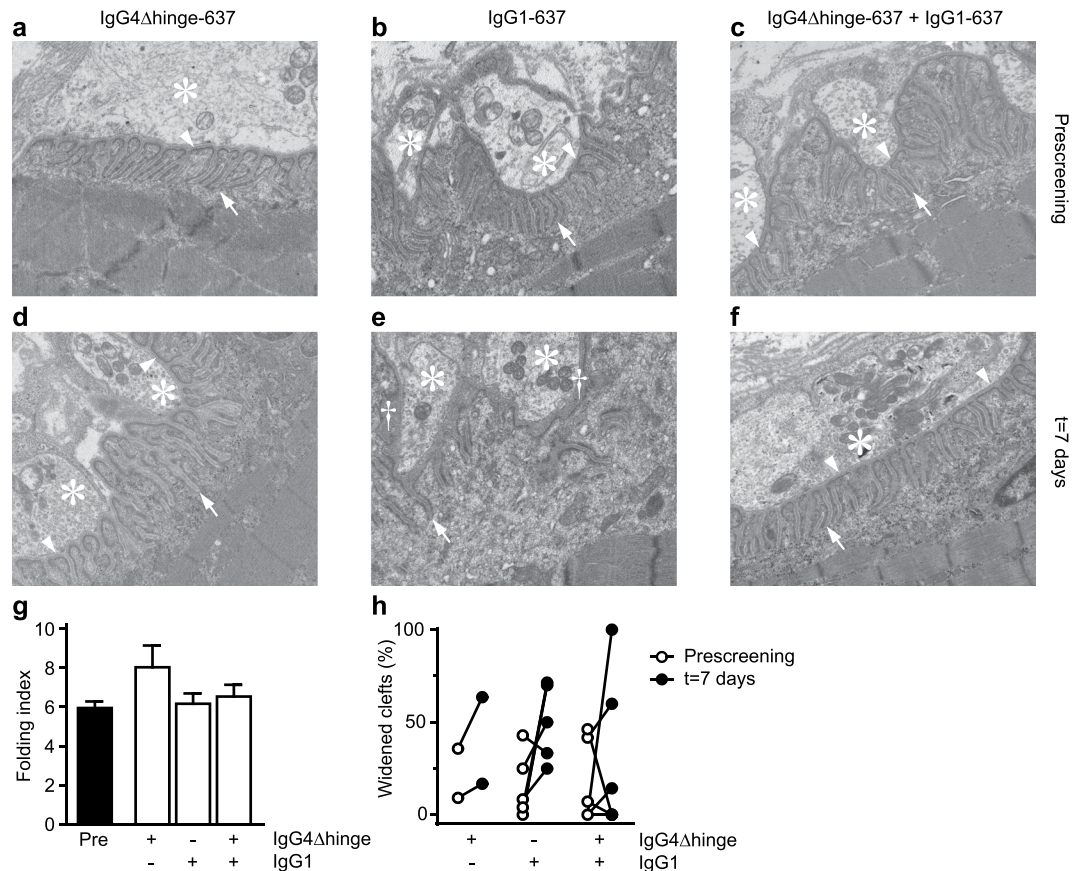 a IgG4Δhinge-637
b IgG1-637
c IgG4Δhinge-637 + IgG1-637
Prescreening
d
e
f
t=7 days
g
Folding index
10
8
6
4
2
0
Pre + - + IgG4Δhinge
- + + IgG1
h
Widened clefts (%)
100
50
0
Prescreening
t=7 days
+ - + IgG4Δhinge
- + + IgG1